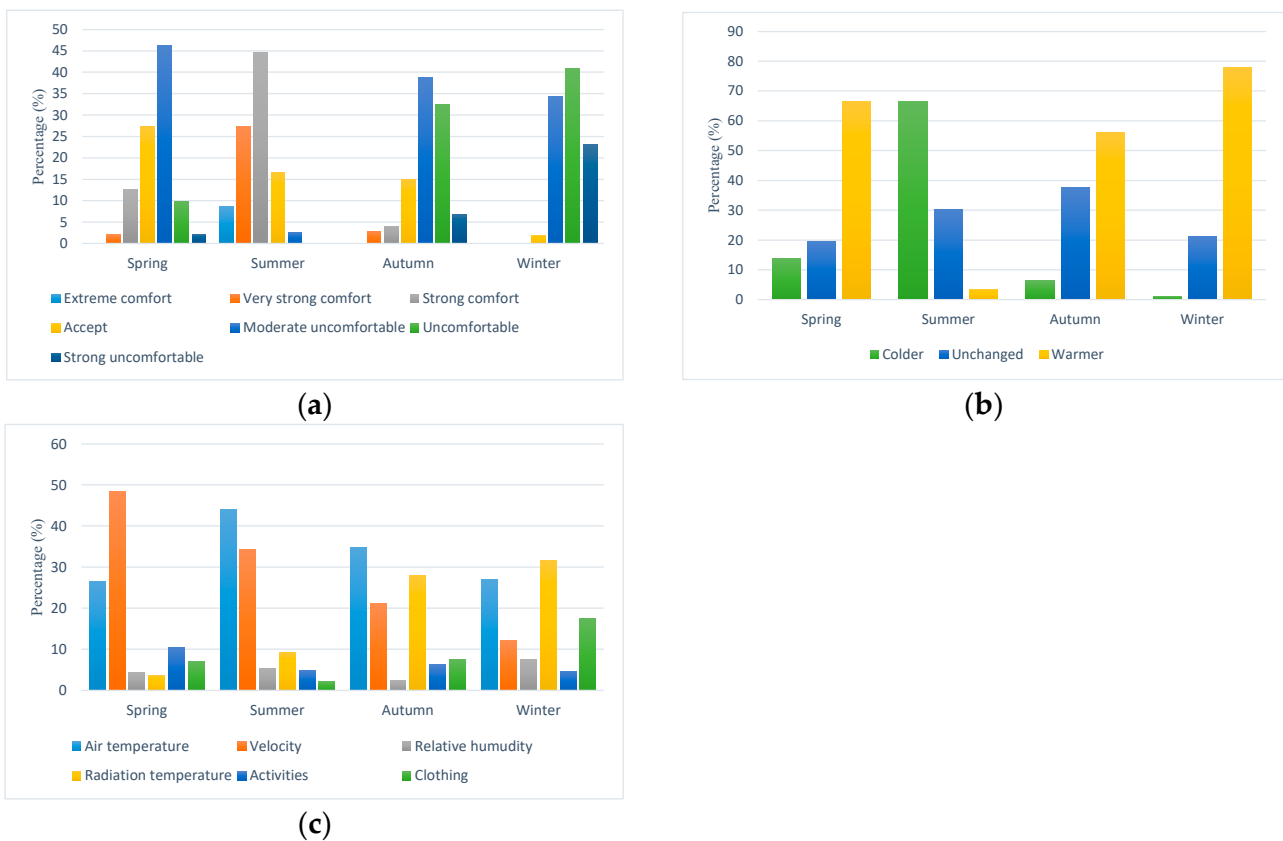 50
45
40
35
30
25
20
15
10
5
0
Percentage (%)
Spring Summer Autumn Winter
Extreme comfort Very strong comfort Strong comfort
Accept Moderate uncomfortable Uncomfortable
Strong uncomfortable
(a)
90
80
70
60
50
40
30
20
10
0
Percentage (%)
Spring Summer Autumn Winter
Colder Unchanged Warmer
(b)
60
50
40
30
20
10
0
Percentage (%)
Spring Summer Autumn Winter
Air temperature Velocity Relative humudity
Radiation temperature Activities Clothing
(c)